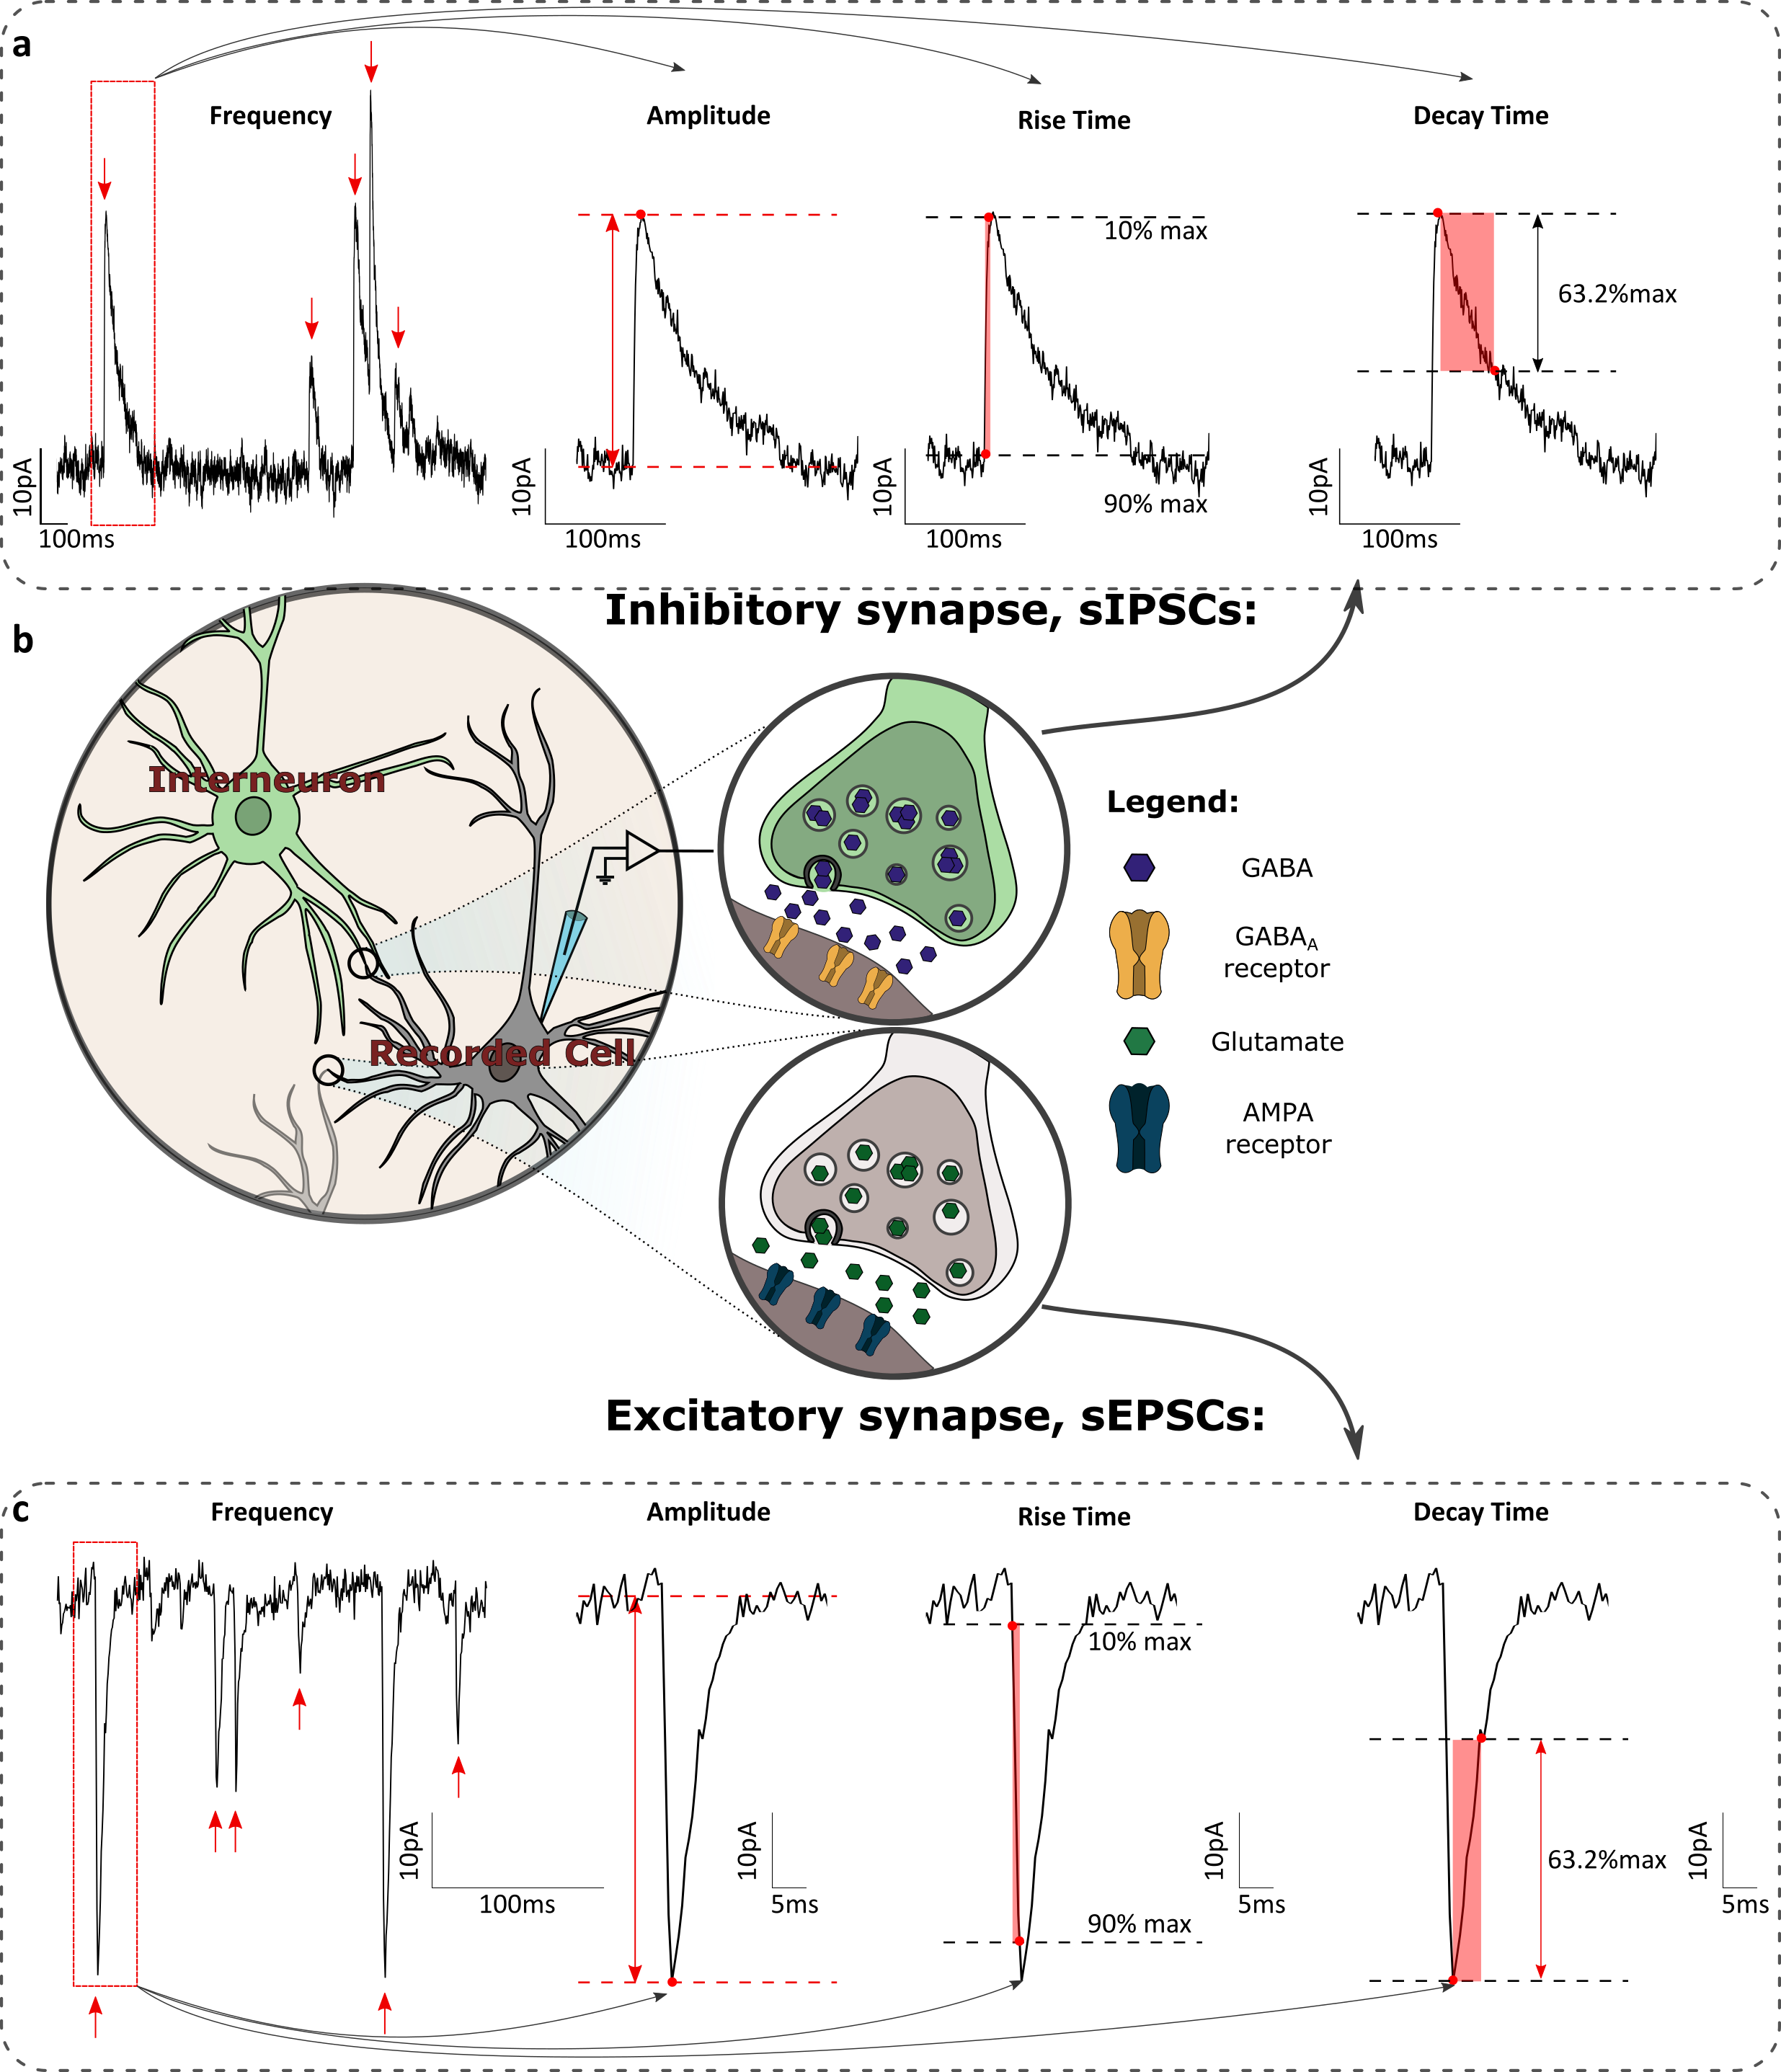 a
Frequency
Amplitude
Rise Time
Decay Time
10% max
63.2%max
90% max
10pA
100ms
10pA
100ms
10pA
100ms
10pA
100ms
b
Inhibitory synapse, sIPSCs:
Interneuron
Recorded Cell
Legend:
GABA
GABAA
receptor
Glutamate
AMPA
receptor
Excitatory synapse, sEPSCs:
c
Frequency
Amplitude
Rise Time
Decay Time
10% max
90% max
63.2%max
10pA
100ms
10pA
5ms
10pA
5ms
10pA
5ms